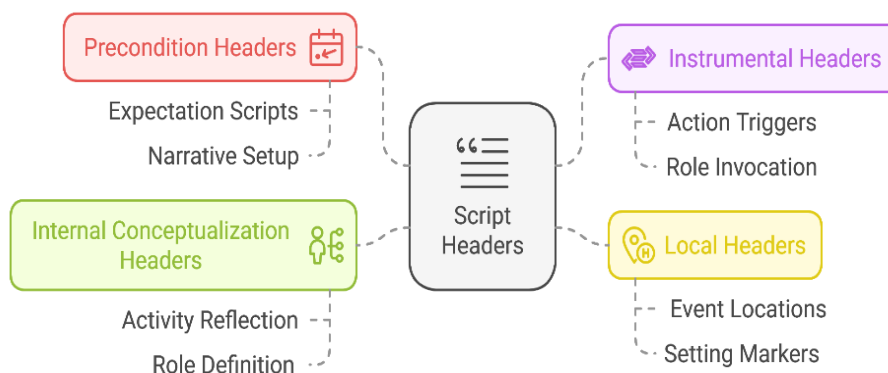 Precondition Headers
Expectation Scripts
Narrative Setup
Internal Conceptualization
Headers
Activity Reflection
Role Definition
Script
Headers
Instrumental Headers
Action Triggers
Role Invocation
H
Local Headers
Event Locations
Setting Markers